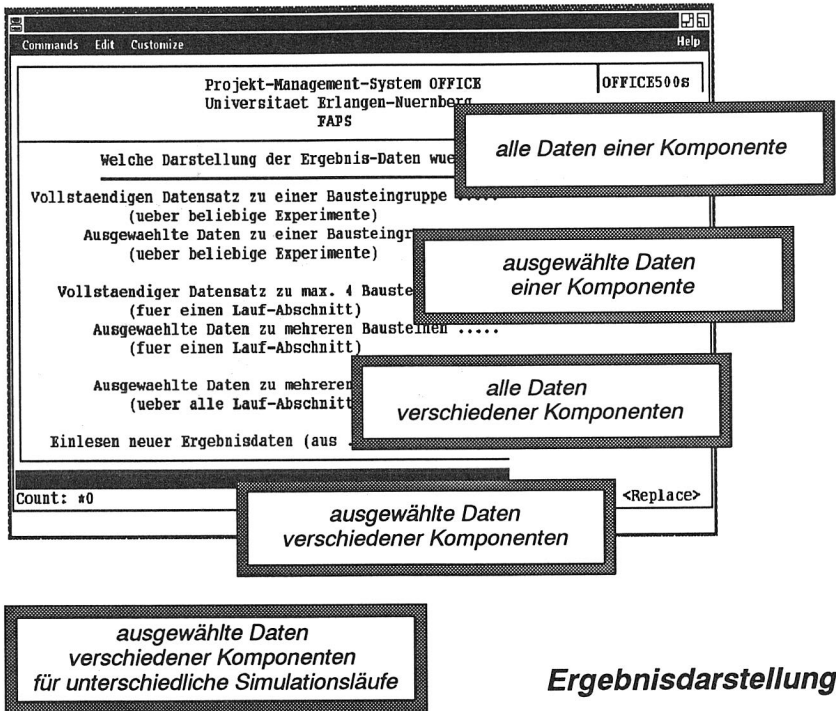 Commands Edit Customize Help
Projekt-Management-System OFFICE
OFFICE500s
Universitaet Erlangen-Nuernberg
FAPS
Welche Darstellung der Ergebnis-Daten wue
Vollstaendigen Datensatz zu einer Bausteingruppe .....
(ueber beliebige Experimente)
Ausgewaehlte Daten zu einer Bausteingr
(ueber beliebige Experimente)
Vollstaendiger Datensatz zu max. 4 Bauste
(fuer einen Lauf-Abschnitt)
Ausgewaehlte Daten zu mehreren Bausteinen .....
(fuer einen Lauf-Abschnitt)
Ausgewaehlte Daten zu mehreren
(ueber alle Lauf-Abschnitt
Einlesen neuer Ergebnisdaten (aus .
Count: *0 <Replace>
alle Daten einer Komponente
ausgewählte Daten
einer Komponente
alle Daten
verschiedener Komponenten
ausgewählte Daten
verschiedener Komponenten
ausgewählte Daten
verschiedener Komponenten
für unterschiedliche Simulationsläufe
Ergebnisdarstellung